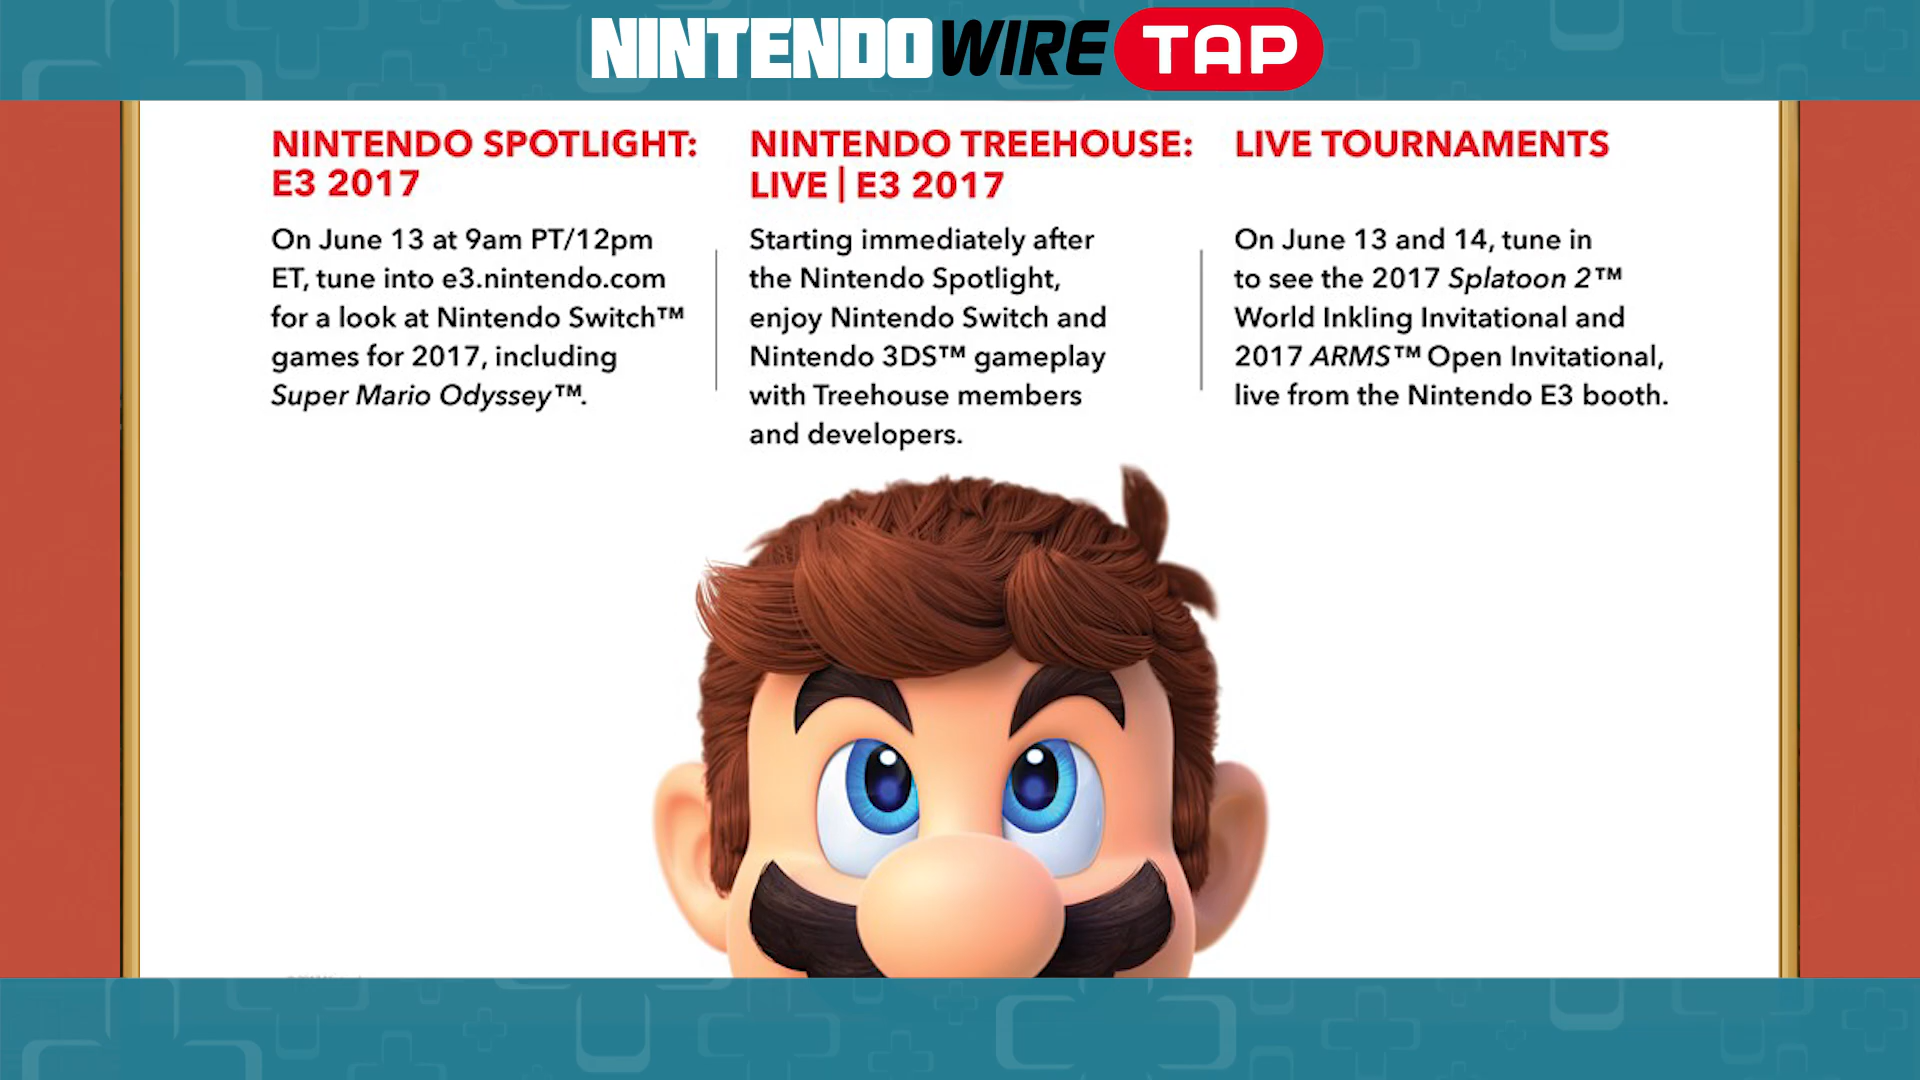 NINTENDOWIRE TAP
NINTENDO SPOTLIGHT:
E3 2017
On June 13 at 9am PT/12pm
ET, tune into e3.nintendo.com
for a look at Nintendo Switch™
games for 2017, including
Super Mario Odyssey™.
NINTENDO TREEHOUSE:
LIVE | E3 2017
Starting immediately after
the Nintendo Spotlight,
enjoy Nintendo Switch and
Nintendo 3DS™ gameplay
with Treehouse members
and developers.
LIVE TOURNAMENTS
On June 13 and 14, tune in
to see the 2017 Splatoon 2™
World Inkling Invitational and
2017 ARMS™ Open Invitational,
live from the Nintendo E3 booth.